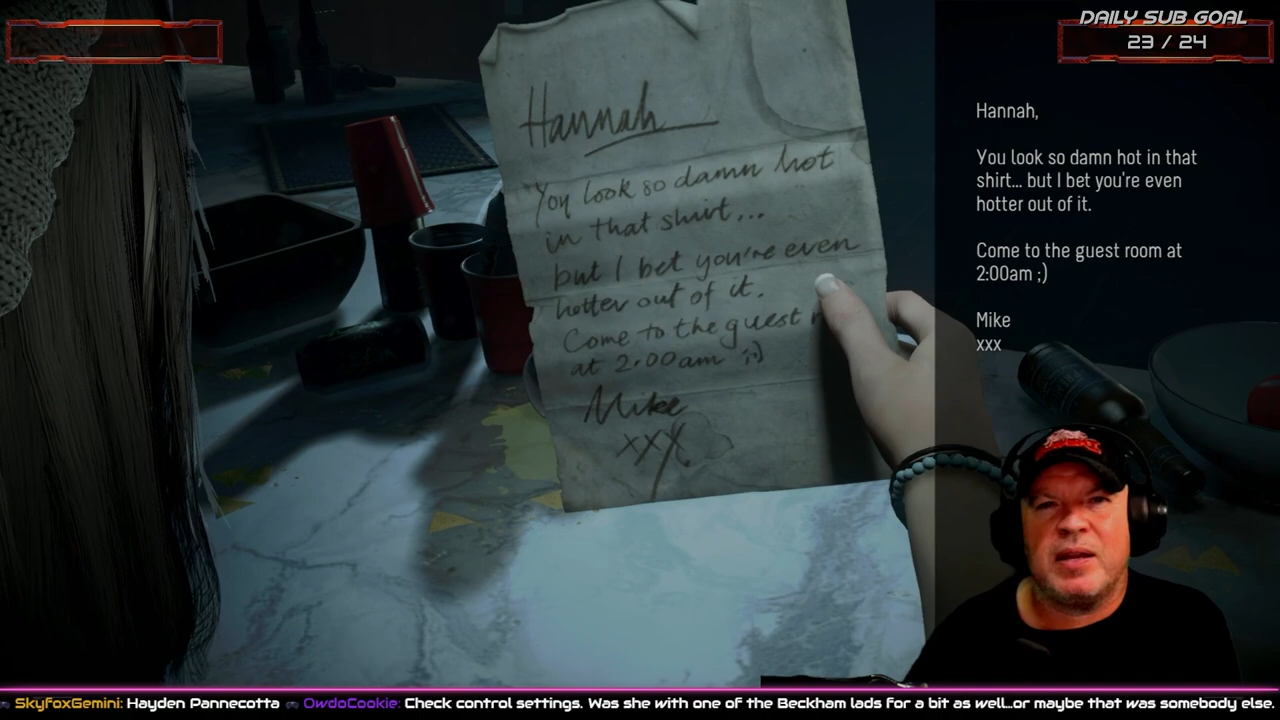 DAILY SUB GOAL
23 / 24
Hannah
You look so damn hot
in that shirt...
but I bet you're even
hotter out of it.
Come to the guest
at 2:00am ;)
Mike
xxx
Hannah,
You look so damn hot in that
shirt... but I bet you're even
hotter out of it.
Come to the guest room at
2:00am ;)
Mike
xxx
SkyFoxGemini: Hayden Pannecotta OwdoCookie: Check control settings. Was she with one of the Beckham lads for a bit as well...or maybe that was somebody else.